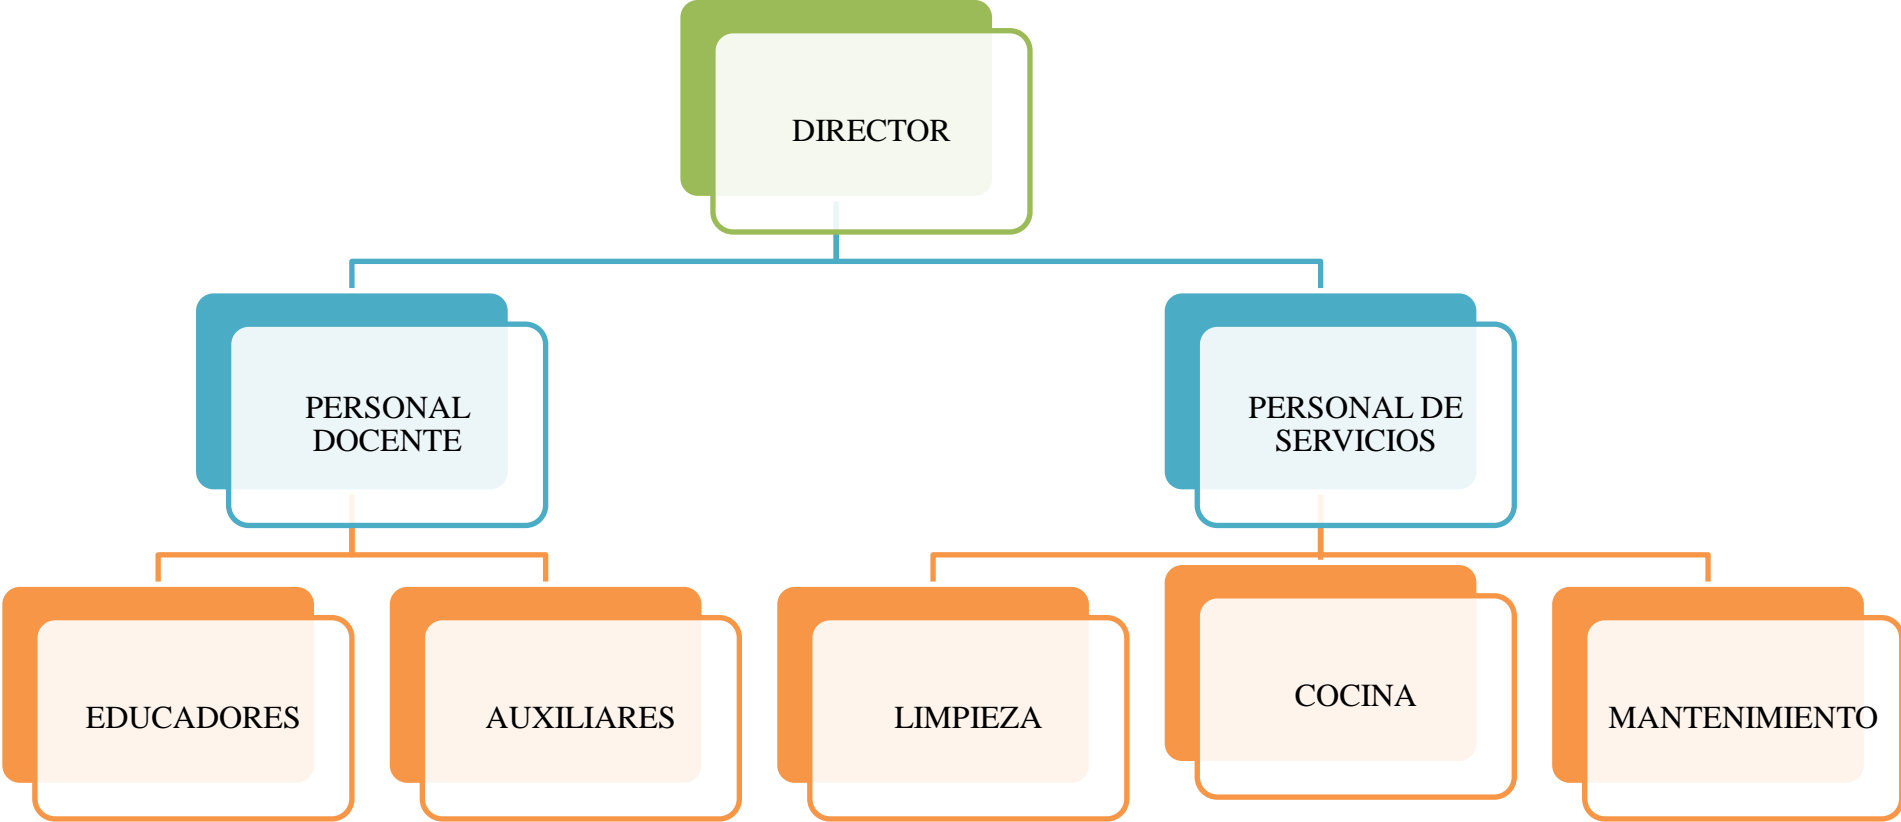 DIRECTOR
PERSONAL
DOCENTE
PERSONAL DE
SERVICIOS
EDUCADORES
AUXILIARES
LIMPIEZA
COCINA
MANTENIMIENTO